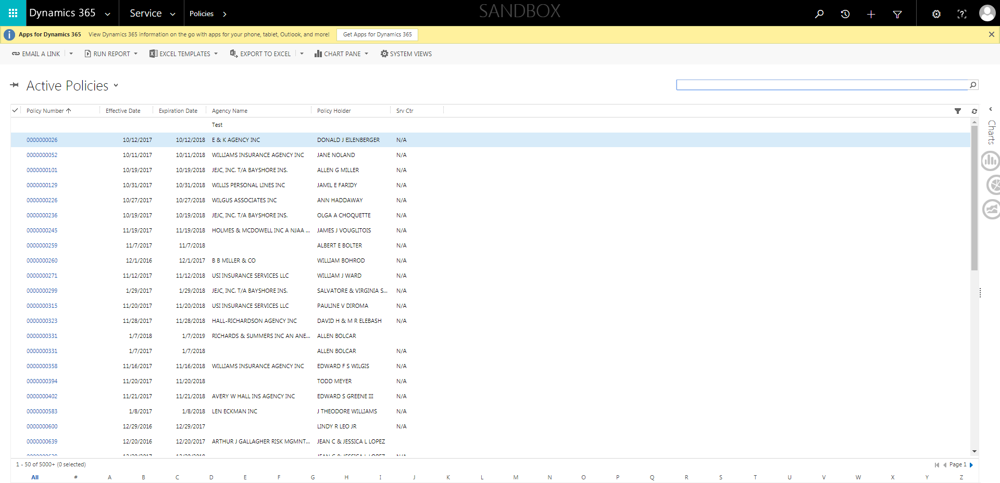 Dynamics 365 Service Policies SANDBOX
Apps for Dynamics 365 View Dynamics 365 information on the go with apps for your phone, tablet, Outlook, and more! Get Apps for Dynamics 365
EMAIL A LINK RUN REPORT EXCEL TEMPLATES EXPORT TO EXCEL CHART PANE SYSTEM VIEWS
Active Policies
Policy Number Effective Date Expiration Date Agency Name Policy Holder Srv Ctr
Charts
Test
0000000026 10/12/2017 10/12/2018 E & K AGENCY INC DONALD J EILENBERGER N/A
0000000052 10/11/2017 10/11/2018 WILLIAMS INSURANCE AGENCY INC JANE NOLAND N/A
0000000101 10/19/2017 10/19/2018 JEJC, INC. T/A BAYSHORE INS. ALLEN G MILLER N/A
0000000129 10/31/2017 10/31/2018 WILLIS PERSONAL LINES INC JAMIL E FARIDY N/A
0000000226 10/27/2017 10/27/2018 WILGUS ASSOCIATES INC ANN HADDAWAY N/A
0000000236 10/19/2017 10/19/2018 JEJC, INC. T/A BAYSHORE INS. OLGA A CHOQUETTE N/A
0000000245 11/19/2017 11/19/2018 HOLMES & MCDOWELL INC A NJAA ... JAMES J VOUGLITOIS N/A
0000000259 11/7/2017 11/7/2018 ALBERT E BOLTER N/A
0000000260 12/1/2016 12/1/2017 B B MILLER & CO WILLIAM BOHROD N/A
0000000271 11/12/2017 11/12/2018 USI INSURANCE SERVICES LLC WILLIAM J WARD N/A
0000000299 1/29/2017 1/29/2018 JEJC, INC. T/A BAYSHORE INS. SALVATORE & VIRGINIA S... N/A
0000000315 11/20/2017 11/20/2018 USI INSURANCE SERVICES LLC PAULINE V DIROMA N/A
0000000323 11/28/2017 11/28/2018 HALL-RICHARDSON AGENCY INC DAVID H & M R ELEBASH N/A
0000000331 1/7/2018 1/7/2019 RICHARDS & SUMMERS INC AN ANE... ALLEN BOLCAR
0000000331 1/7/2017 1/7/2018 ALLEN BOLCAR N/A
0000000358 11/16/2017 11/16/2018 WILLIAMS INSURANCE AGENCY INC EDWARD F S WILGIS N/A
0000000394 11/20/2017 11/20/2018 TODD MEYER N/A
0000000402 11/21/2017 11/21/2018 AVERY W HALL INS AGENCY INC EDWARD S GREENE III N/A
0000000583 1/8/2017 1/8/2018 LEN ECKMAN INC J THEODORE WILLIAMS N/A
0000000600 12/29/2016 12/29/2017 LINDY R LEO JR N/A
0000000639 12/20/2016 12/20/2017 ARTHUR J GALLAGHER RISK MGMNT... JEAN C & JESSICA L LOPEZ
1 - 50 of 5000+ (0 selected) Page 1
All # A B C D E F G H I J K L M N O P Q R S T U V W X Y Z